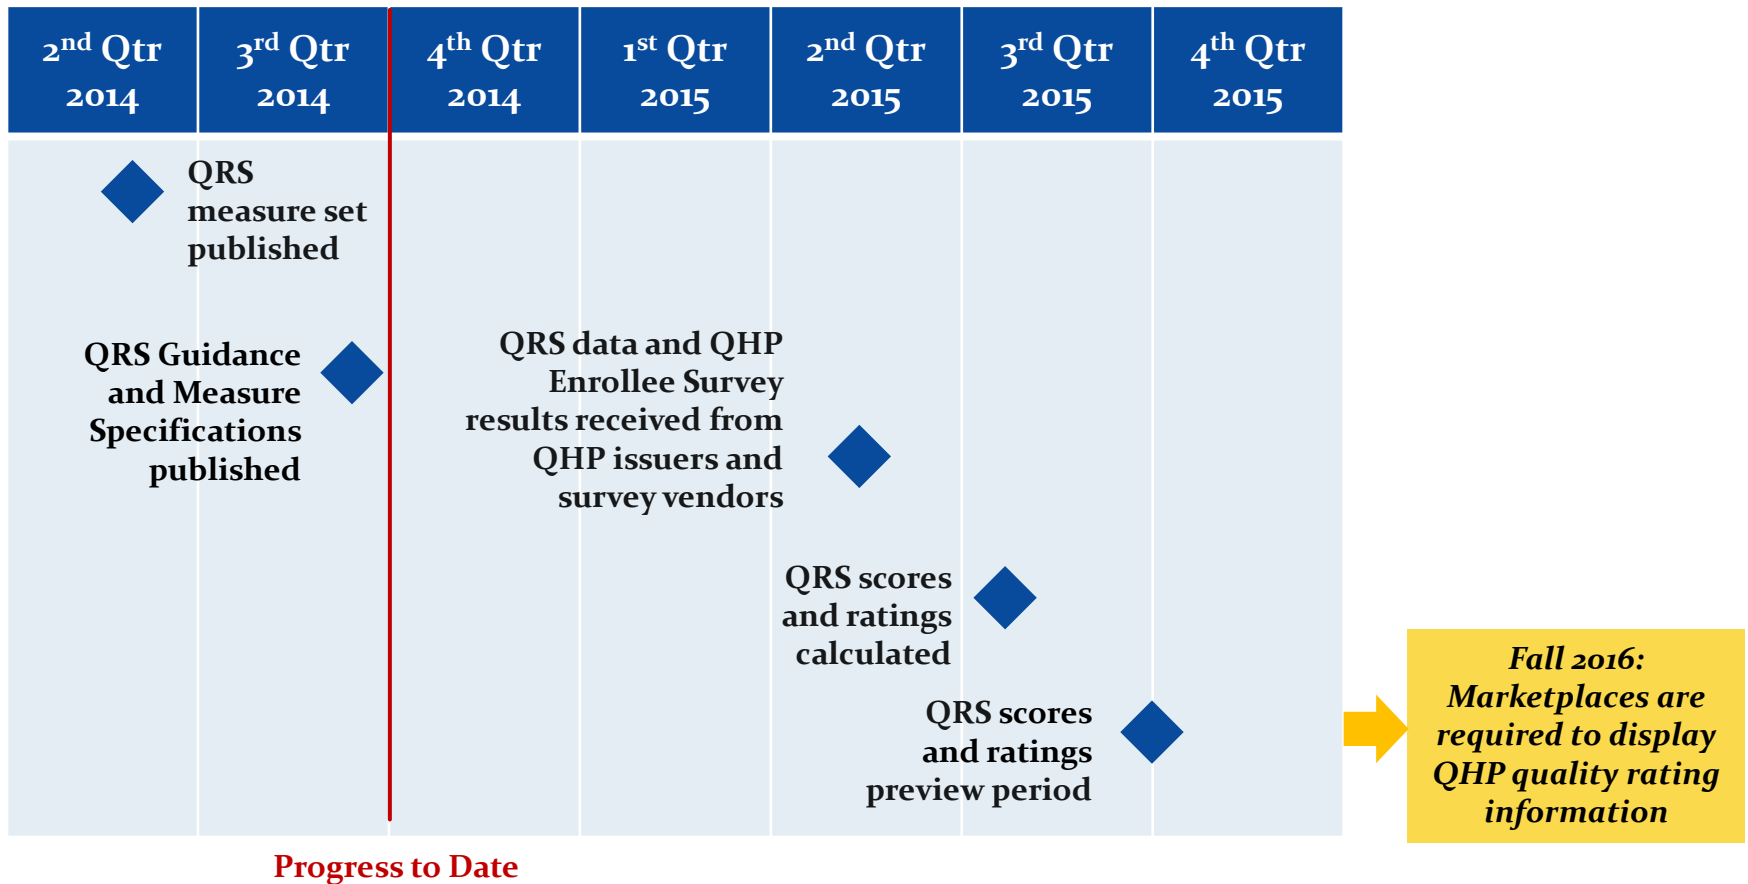 2nd Qtr
2014
3rd Qtr
2014
4th Qtr
2014
1st Qtr
2015
2nd Qtr
2015
3rd Qtr
2015
4th Qtr
2015
QRS
measure set
published
QRS Guidance
and Measure
Specifications
published
QRS data and QHP
Enrollee Survey
results received from
QHP issuers and
survey vendors
QRS scores
and ratings
calculated
QRS scores
and ratings
preview period
Fall 2016:
Marketplaces are
required to display
QHP quality rating
information
Progress to Date